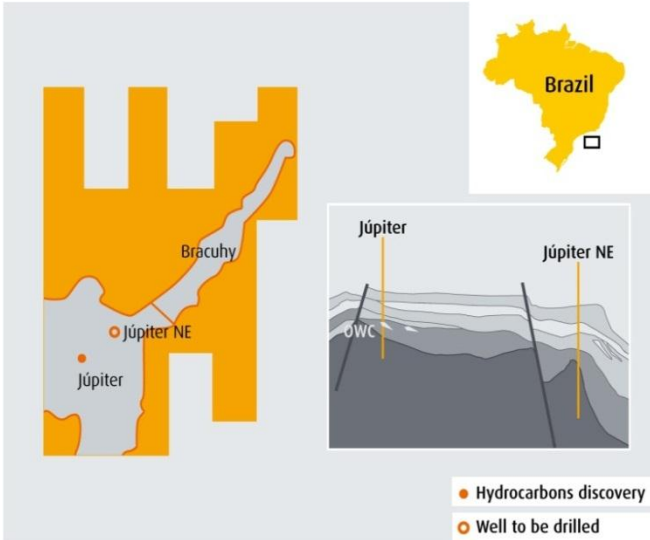 Brazil
Bracuhy
Júpiter NE
Júpiter
Júpiter
Júpiter NE
OWC
Hydrocarbons discovery
Well to be drilled